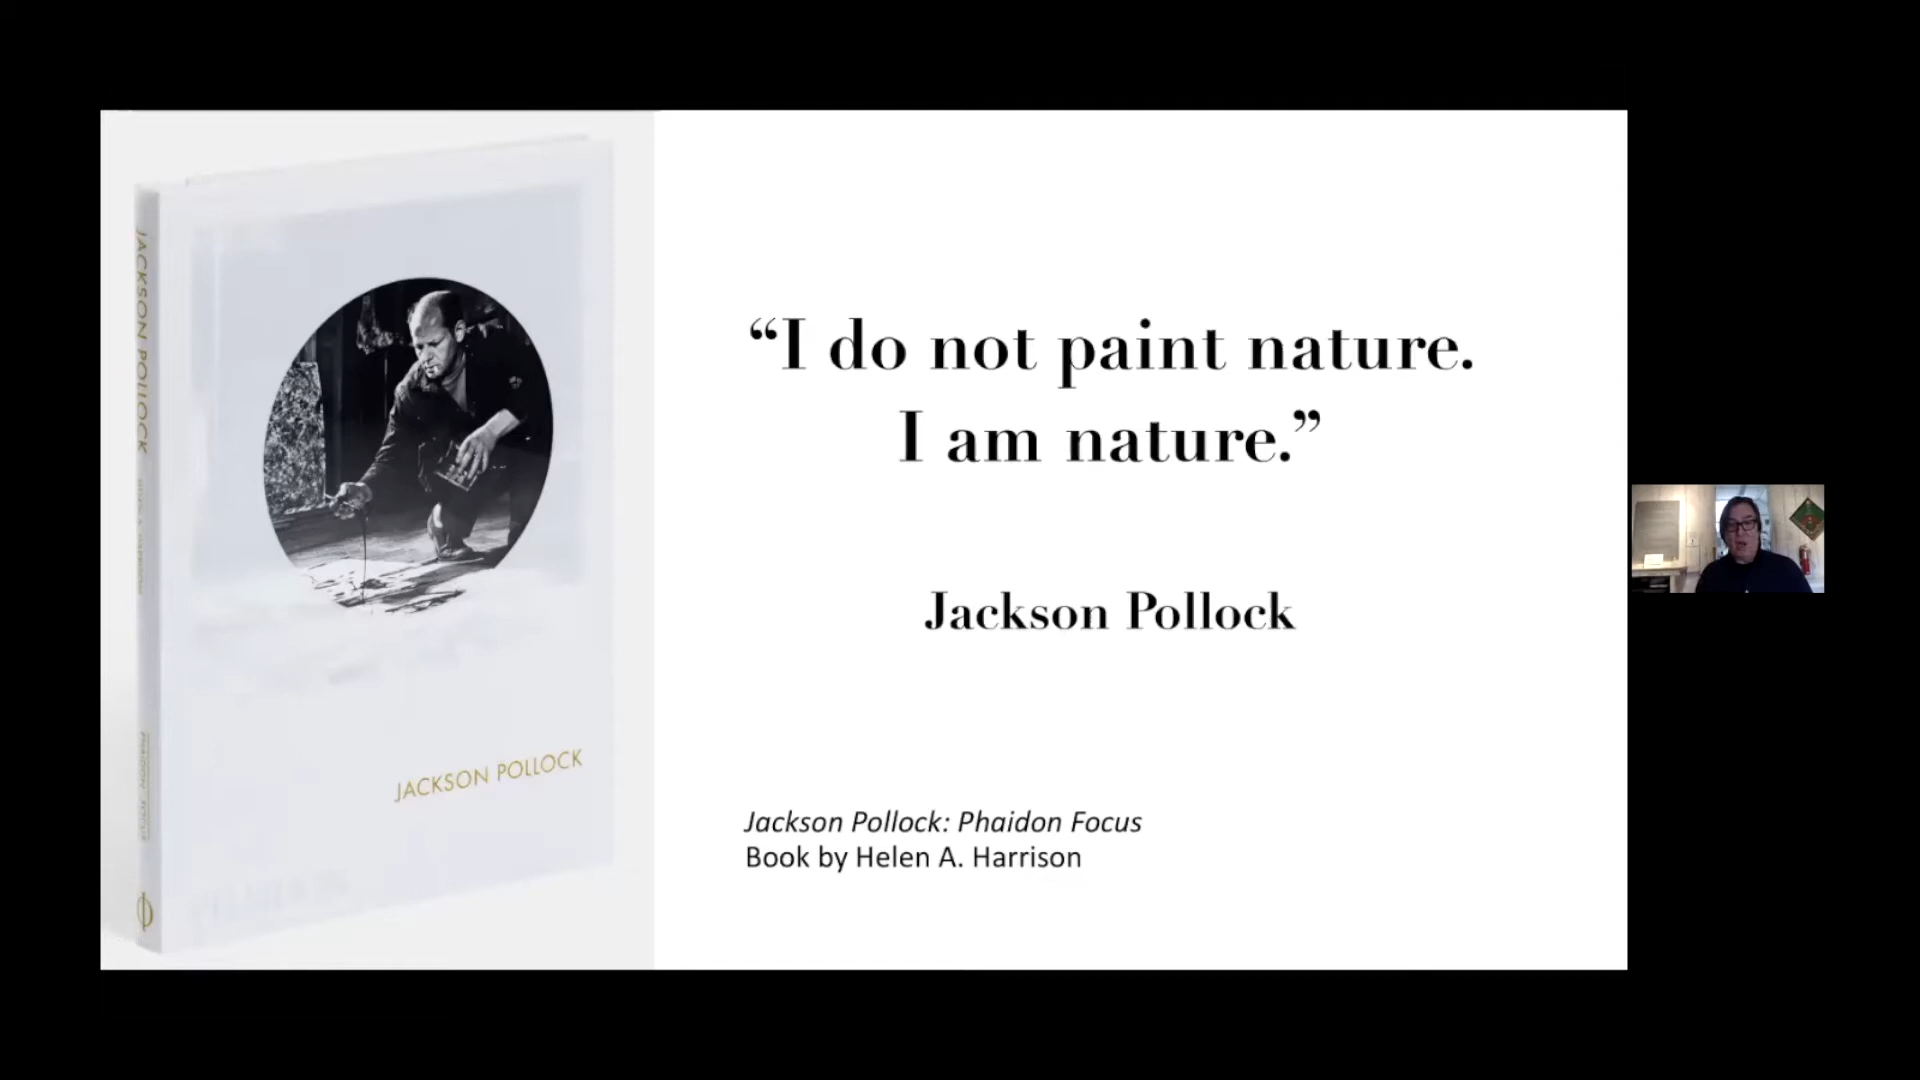 JACKSON POLLOCK
JACKSON POLLOCK
“I do not paint nature.
I am nature.”
Jackson Pollock
Jackson Pollock: Phaidon Focus
Book by Helen A. Harrison